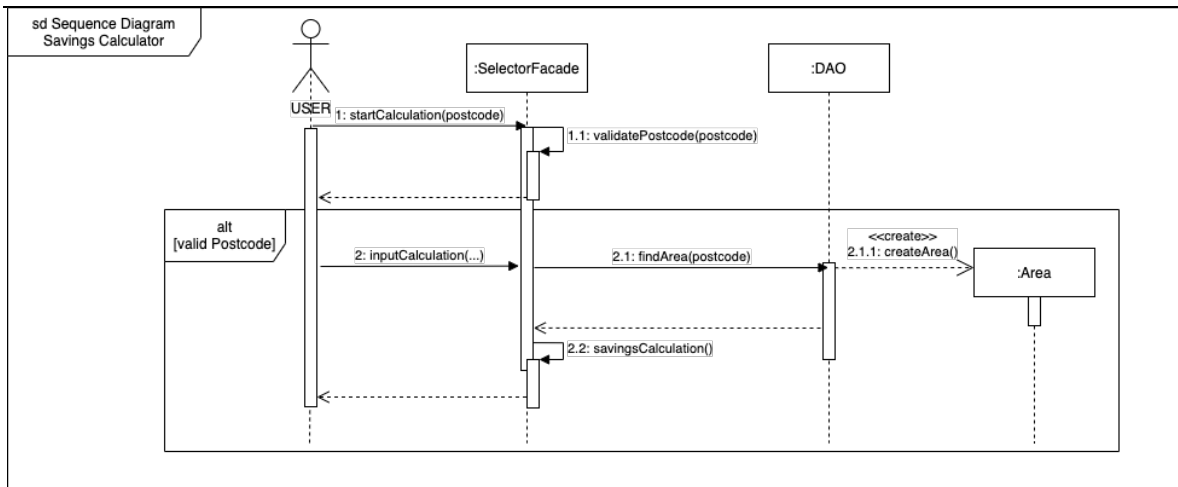 sd Sequence Diagram
Savings Calculator
:SelectorFacade
:DAO
USER
1: startCalculation(postcode)
1.1: validatePostcode(postcode)
alt
[valid Postcode]
2: inputCalculation(...)
2.1: findArea(postcode)
<<create>>
2.1.1: createArea()
:Area
2.2: savingsCalculation()